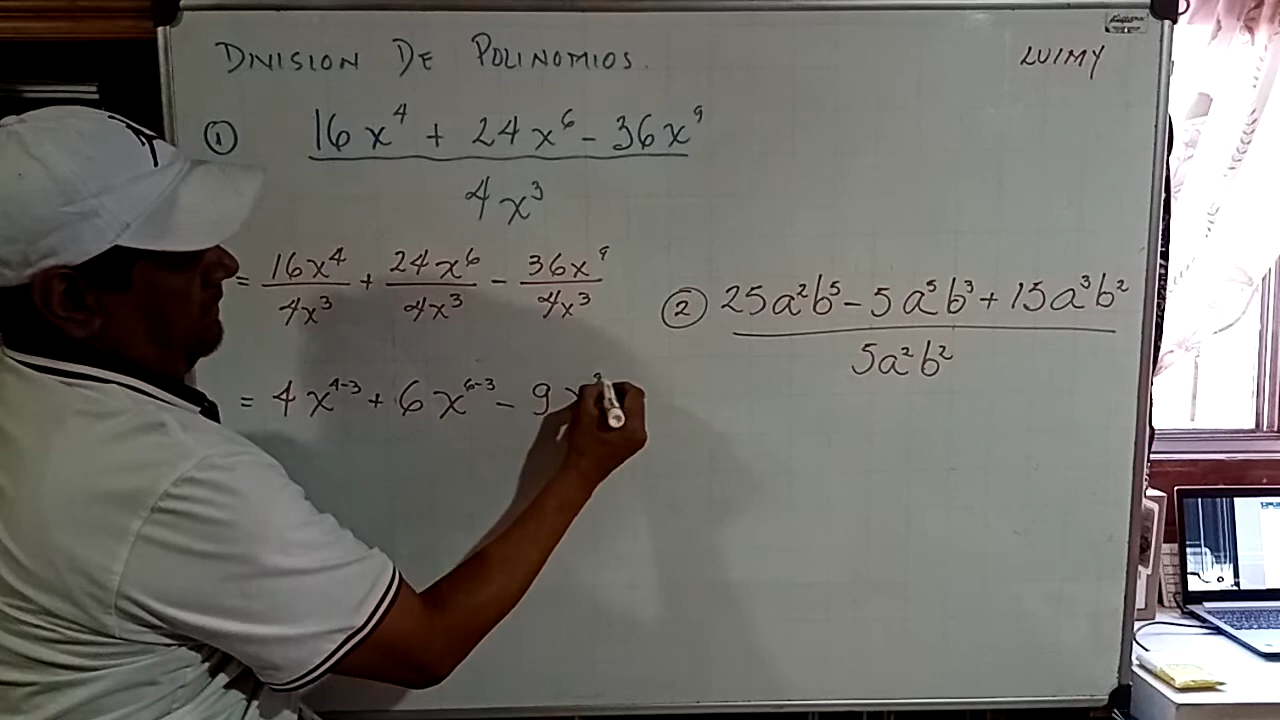 DIVISION DE POLINOMIOS.
LUIMY
① 16x⁴ + 24x⁶ - 36x⁹
4x³
= 16x⁴/4x³ + 24x⁶/4x³ - 36x⁹/4x³
② 25a²b⁵ - 5a⁵b³ + 15a³b²
5a²b²
= 4x⁴⁻³ + 6x⁶⁻³ - 9x⁹